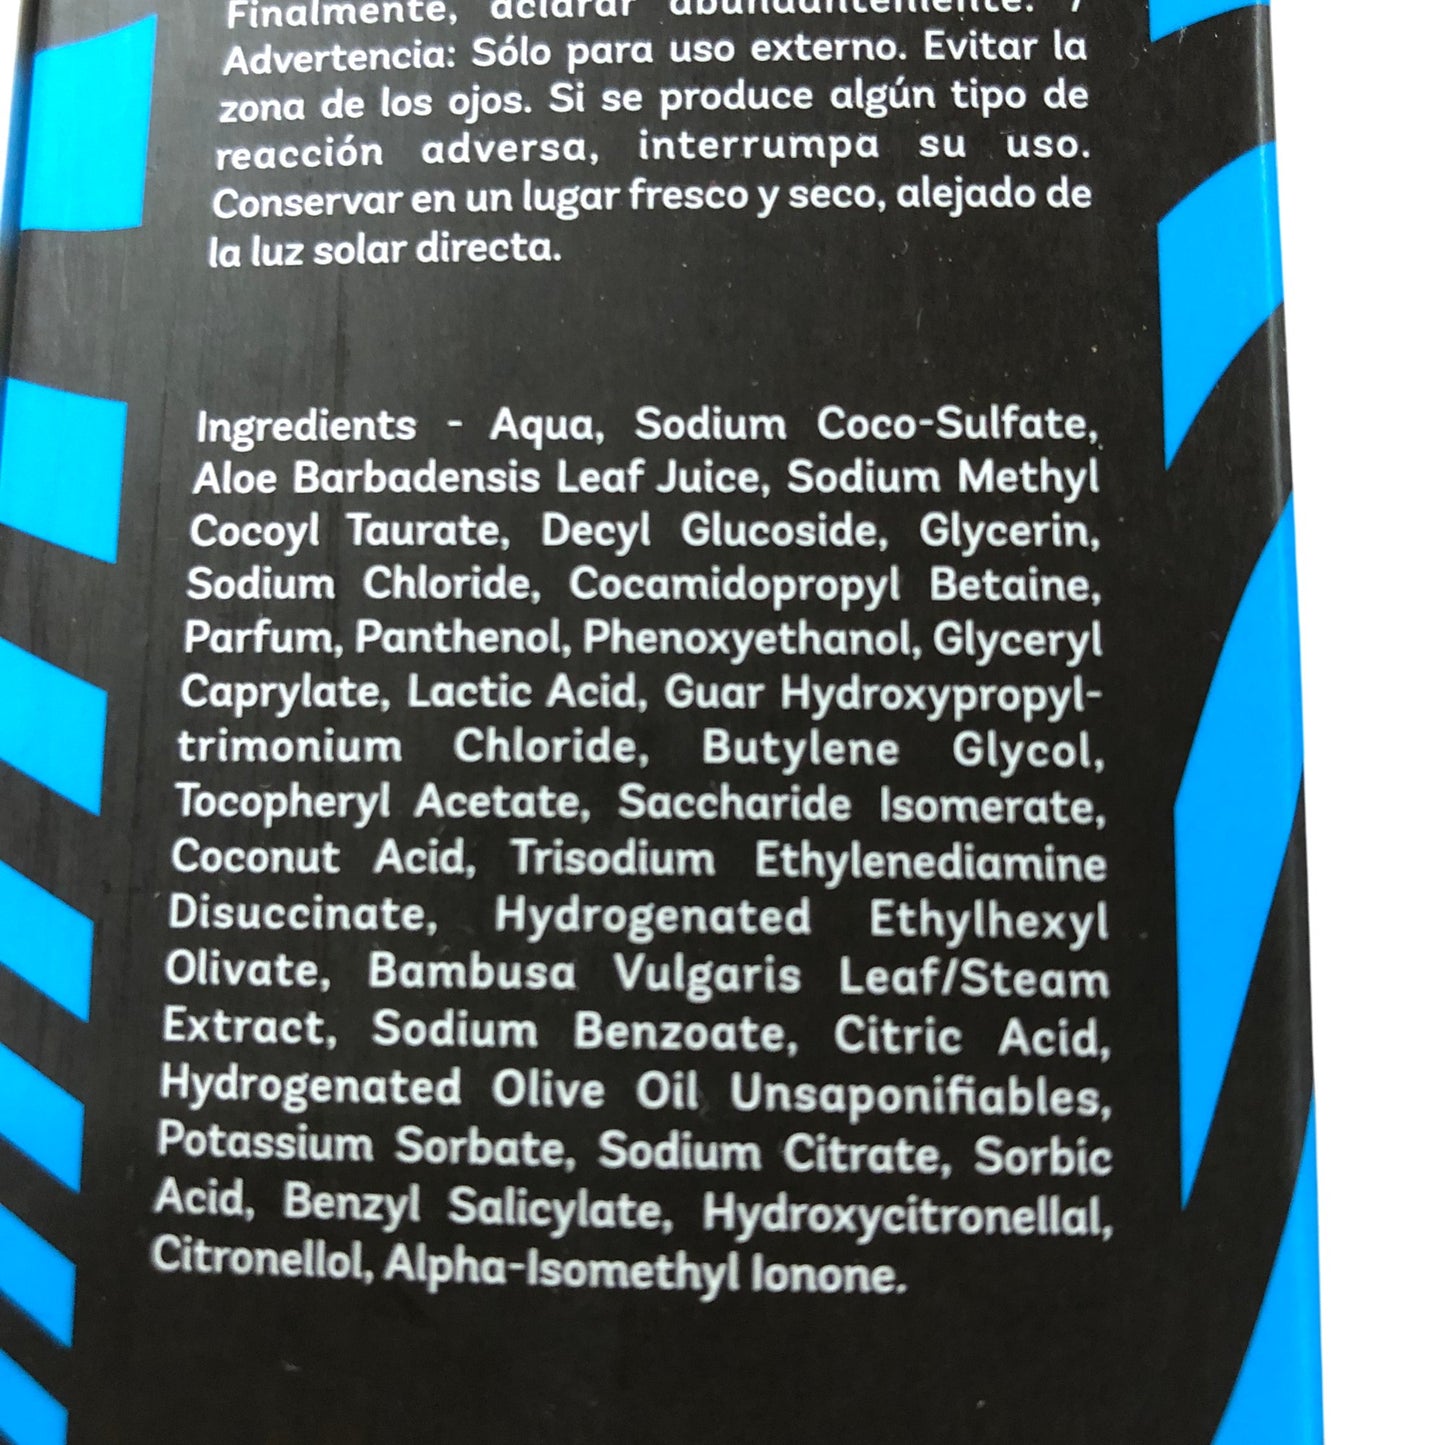 Finalmente, aclarar abundantemente. /
Advertencia: Sólo para uso externo. Evitar la
zona de los ojos. Si se produce algún tipo de
reacción adversa, interrumpa su uso.
Conservar en un lugar fresco y seco, alejado de
la luz solar directa.
Ingredients - Aqua, Sodium Coco-Sulfate,
Aloe Barbadensis Leaf Juice, Sodium Methyl
Cocoyl Taurate, Decyl Glucoside, Glycerin,
Sodium Chloride, Cocamidopropyl Betaine,
Parfum, Panthenol, Phenoxyethanol, Glyceryl
Caprylate, Lactic Acid, Guar Hydroxypropyl-
trimonium Chloride, Butylene Glycol,
Tocopheryl Acetate, Saccharide Isomerate,
Coconut Acid, Trisodium Ethylenediamine
Disuccinate, Hydrogenated Ethylhexyl
Olivate, Bambusa Vulgaris Leaf/Steam
Extract, Sodium Benzoate, Citric Acid,
Hydrogenated Olive Oil Unsaponifiables,
Potassium Sorbate, Sodium Citrate, Sorbic
Acid, Benzyl Salicylate, Hydroxycitronellal,
Citronellol, Alpha-Isomethyl Ionone.